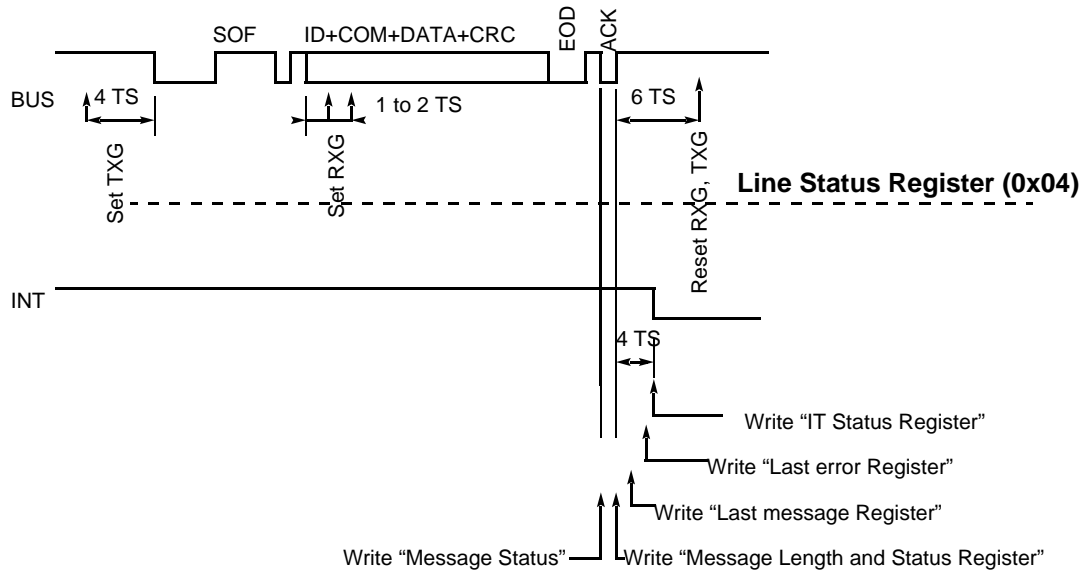 SOF
ID+COM+DATA+CRC
EOD
ACK
BUS
4 TS
1 to 2 TS
6 TS
Set TXG
Set RXG
Reset RXG, TXG
Line Status Register (0x04)
INT
4 TS
Write “IT Status Register”
Write “Last error Register”
Write “Last message Register”
Write “Message Status”
Write “Message Length and Status Register”